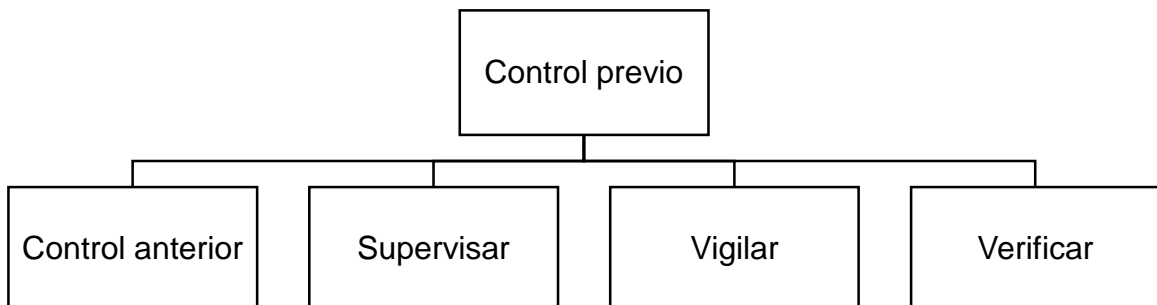 Control previo
Control anterior
Supervisar
Vigilar
Verificar